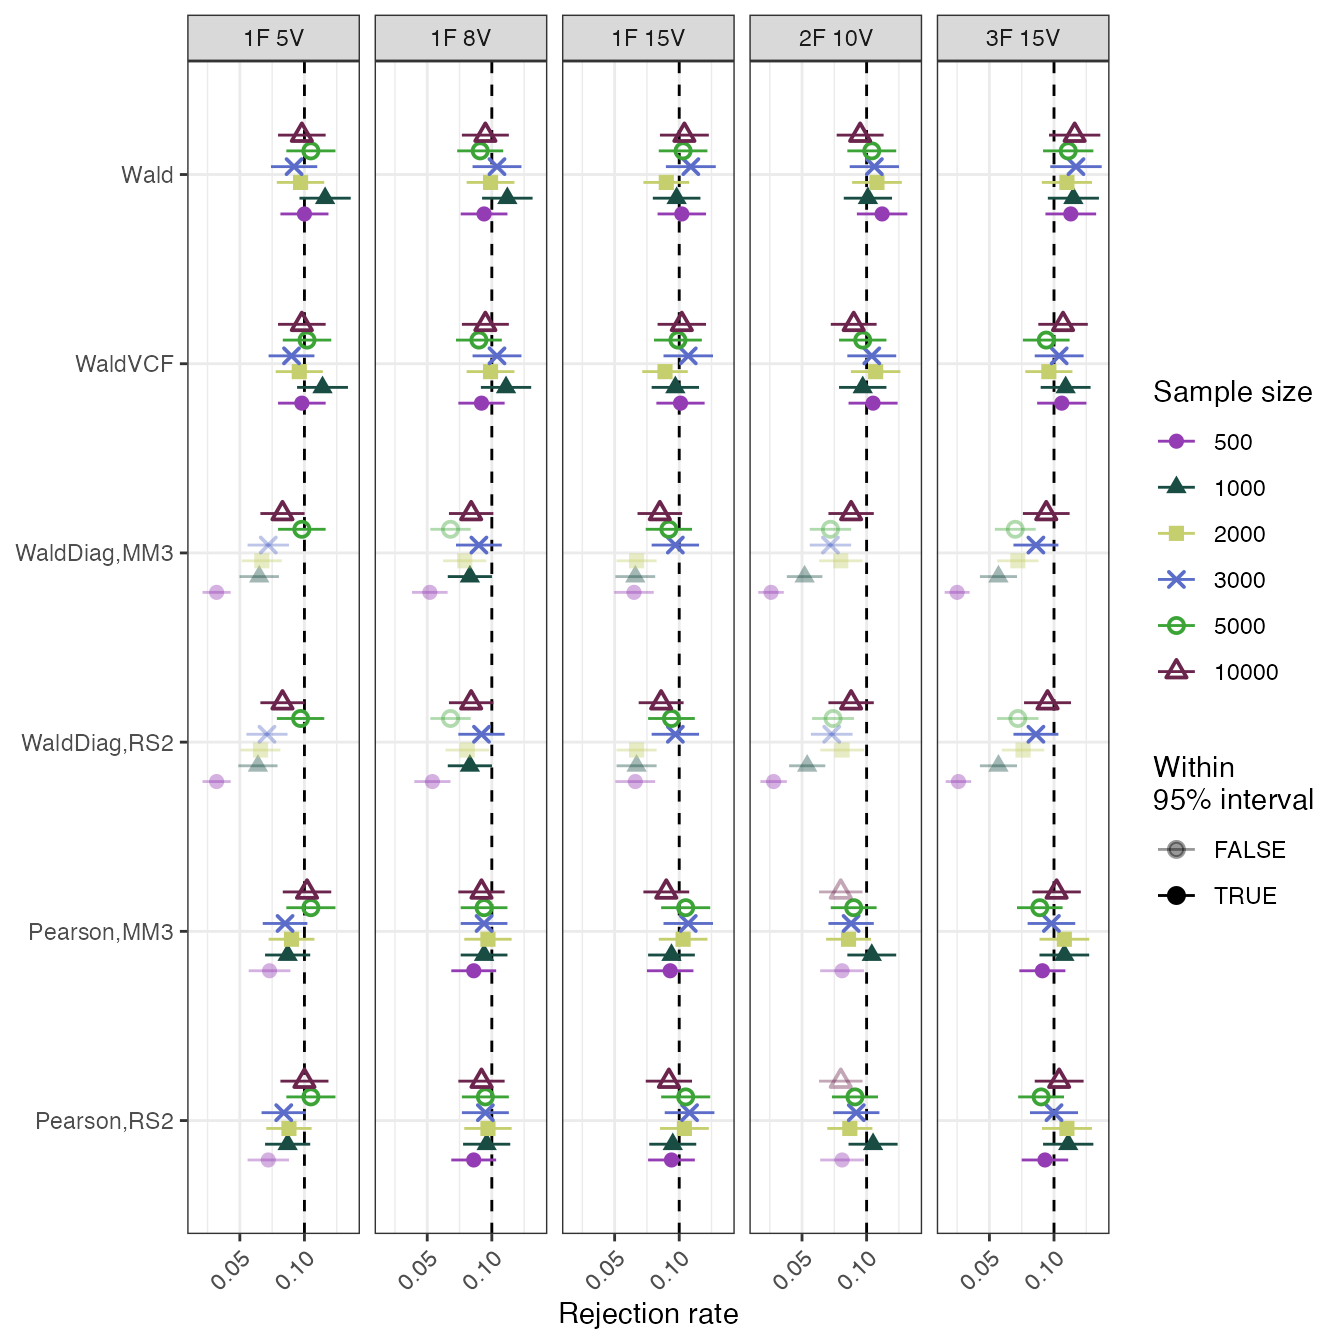 1F 5V
1F 8V
1F 15V
2F 10V
3F 15V
Wald
WaldVCF
WaldDiag,MM3
WaldDiag,RS2
Pearson,MM3
Pearson,RS2
0.05 0.10
0.05 0.10
0.05 0.10
0.05 0.10
0.05 0.10
Rejection rate
Sample size
500
1000
2000
3000
5000
10000
Within
95% interval
FALSE
TRUE